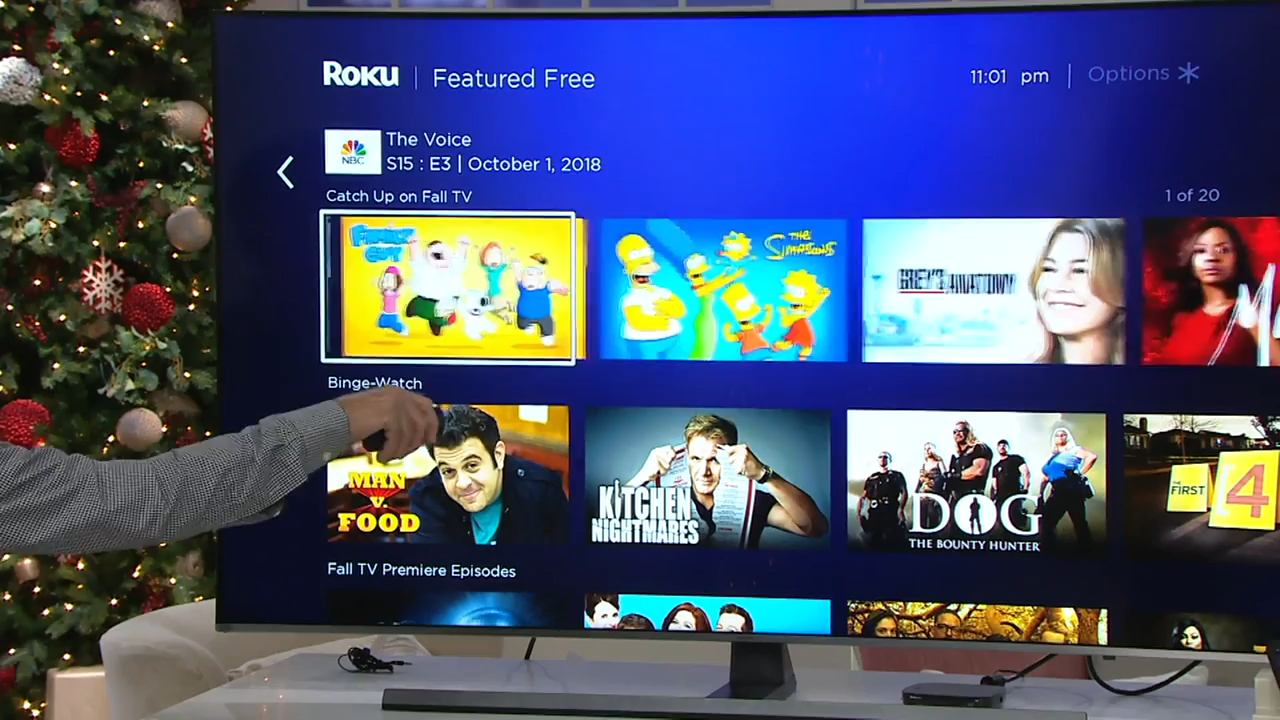 Roku | Featured Free
11:01 pm | Options *
NBC
The Voice
S15 : E3 | October 1, 2018
Catch Up on Fall TV
1 of 20
FAMILY GUY
THE SIMPSONS
GREY'S ANATOMY
Binge-Watch
MAN V. FOOD
KITCHEN
NIGHTMARES
DOG
THE BOUNTY HUNTER
THE FIRST
4
Fall TV Premiere Episodes